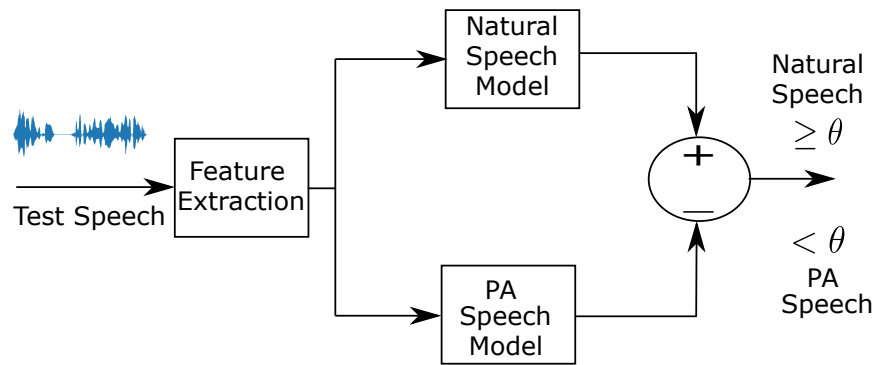 Test Speech
Feature
Extraction
Natural
Speech
Model
PA
Speech
Model
+
−
Natural
Speech
≥ θ
< θ
PA
Speech